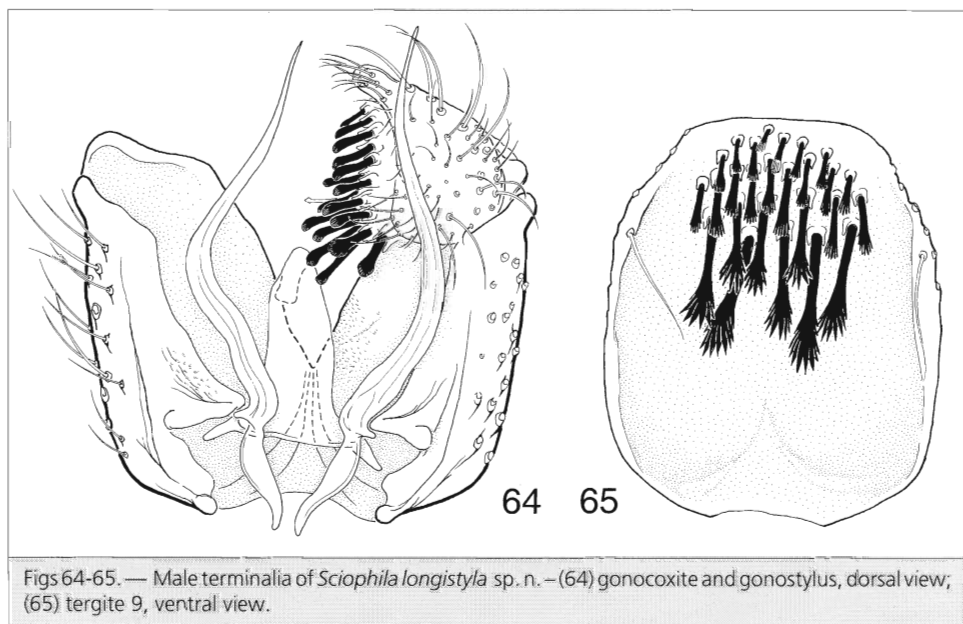 64 65
Figs 64-65. — Male terminalia of Sciophila longistyla sp. n. – (64) gonocoxite and gonostylus, dorsal view;
(65) tergite 9, ventral view.